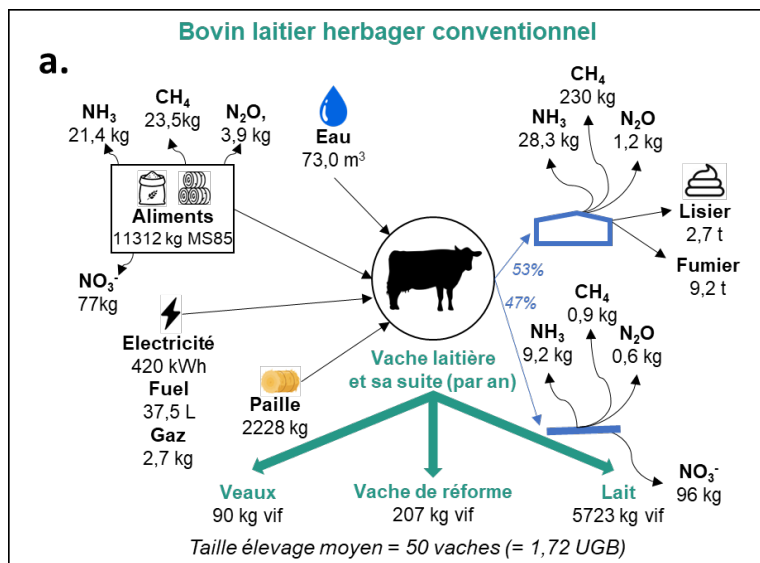 Bovin laitier herbager conventionnel
a.
NH₃
21,4 kg
CH₄
23,5kg
N₂O,
3,9 kg
Aliments
11312 kg MS85
NO₃⁻
77kg
Eau
73,0 m³
Electricité
420 kWh
Fuel
37,5 L
Gaz
2,7 kg
Paille
2228 kg
Vache laitière
et sa suite (par an)
53%
47%
CH₄
230 kg
NH₃
28,3 kg
N₂O
1,2 kg
Lisier
2,7 t
Fumier
9,2 t
CH₄
0,9 kg
NH₃
9,2 kg
N₂O
0,6 kg
NO₃⁻
96 kg
Veaux
90 kg vif
Vache de réforme
207 kg vif
Lait
5723 kg vif
Taille élevage moyen = 50 vaches (= 1,72 UGB)